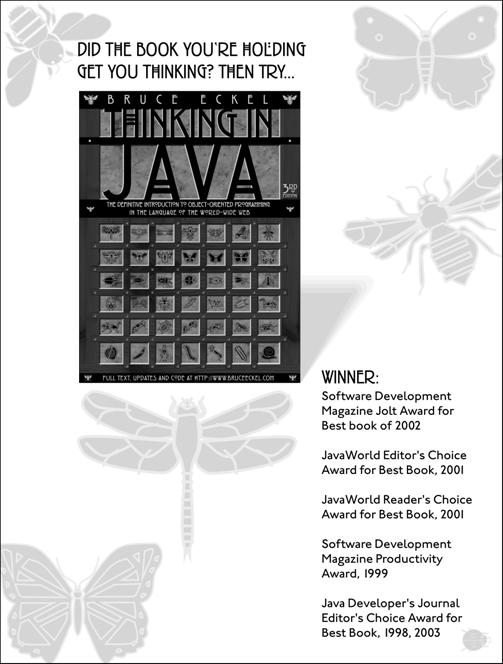 DID THE BOOK YOU'RE HOLDING
GET YOU THINKING? THEN TRY...
BRUCE ECKEL
THINKING IN
JAVA
3RD
EDITION
THE DEFINITIVE INTRODUCTION TO OBJECT-ORIENTED PROGRAMMING
IN THE LANGUAGE OF THE WORLD-WIDE WEB
FULL TEXT, UPDATES AND CODE AT HTTP://WWW.BRUCEECKEL.COM
WINNER:
Software Development
Magazine Jolt Award for
Best book of 2002
JavaWorld Editor's Choice
Award for Best Book, 2001
JavaWorld Reader's Choice
Award for Best Book, 2001
Software Development
Magazine Productivity
Award, 1999
Java Developer's Journal
Editor's Choice Award for
Best Book, 1998, 2003